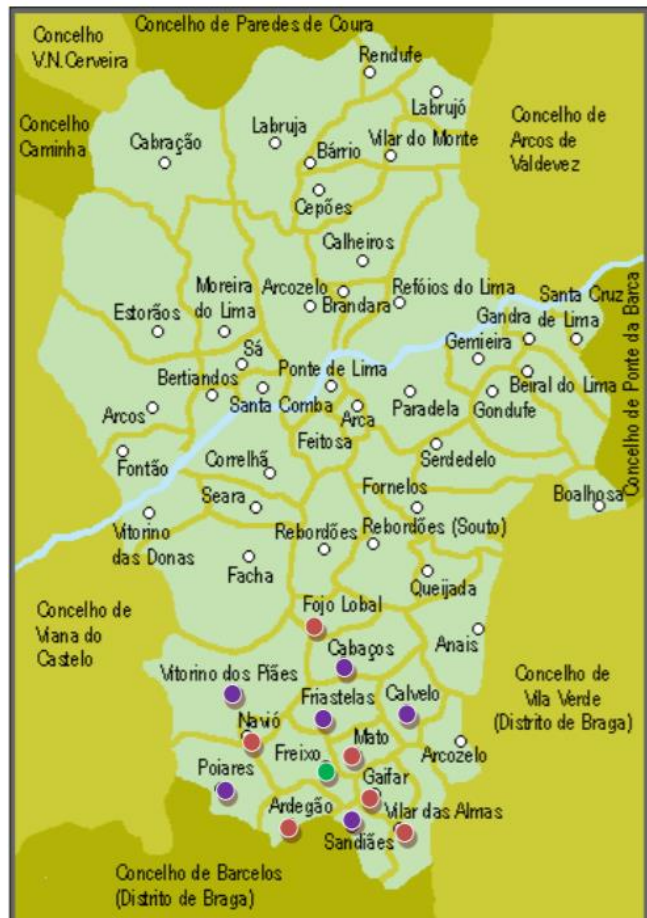 Concelho de Paredes de Coura
Concelho
V.N.Cerveira
Rendufe
Labrujó
Concelho
Caminha
Concelho de
Arcos de
Valdevez
Labruja
Cabração
Bárrio
Vilar do Monte
Cepões
Calheiros
Moreira
do Lima
Arcozelo
Brandara
Refóios do Lima
Santa Cruz
de Lima
Gandra
Estorãos
Gemieira
Sá
Bertiandos
Ponte de Lima
Beiral do Lima
Santa Comba
Arca
Paradela
Gondufe
Arcos
Feitosa
Serdedelo
Concelho de Ponte da Barca
Fontão
Correlhã
Fornelos
Boalhosa
Seara
Vitorino
das Donas
Rebordões
Rebordões (Souto)
Facha
Queijada
Concelho de
Viana do
Castelo
Fojo Lobal
Anais
Cabaços
Concelho de
Vila Verde
(Distrito de Braga)
Vitorino dos Piães
Friastelas
Calvelo
Navió
Mato
Arcozelo
Freixo
Poiares
Gaifar
Ardegão
Vilar das Almas
Sandiães
Concelho de Barcelos
(Distrito de Braga)